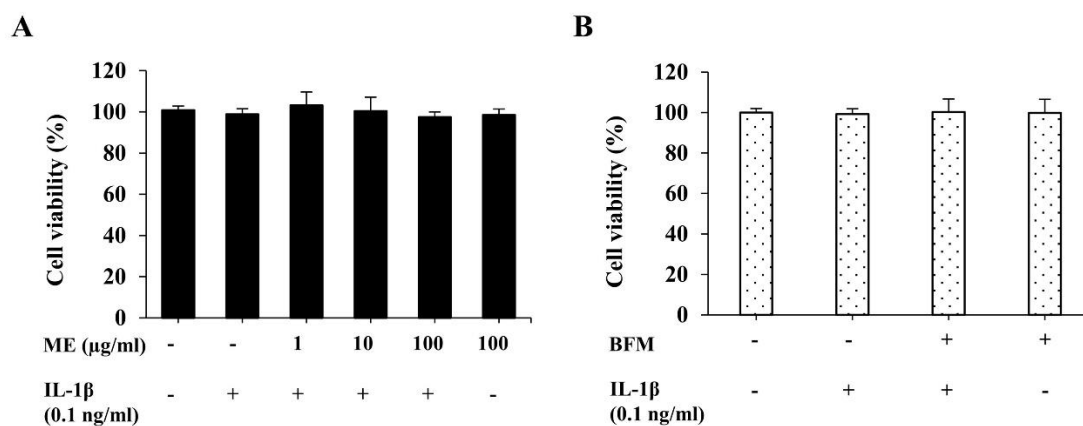 A
B
Cell viability (%)
120
100
80
60
40
20
0
ME (µg/ml) - - 1 10 100 100
IL-1β - + + + + -
(0.1 ng/ml)
Cell viability (%)
120
100
80
60
40
20
0
BFM - - + +
IL-1β - + + -
(0.1 ng/ml)